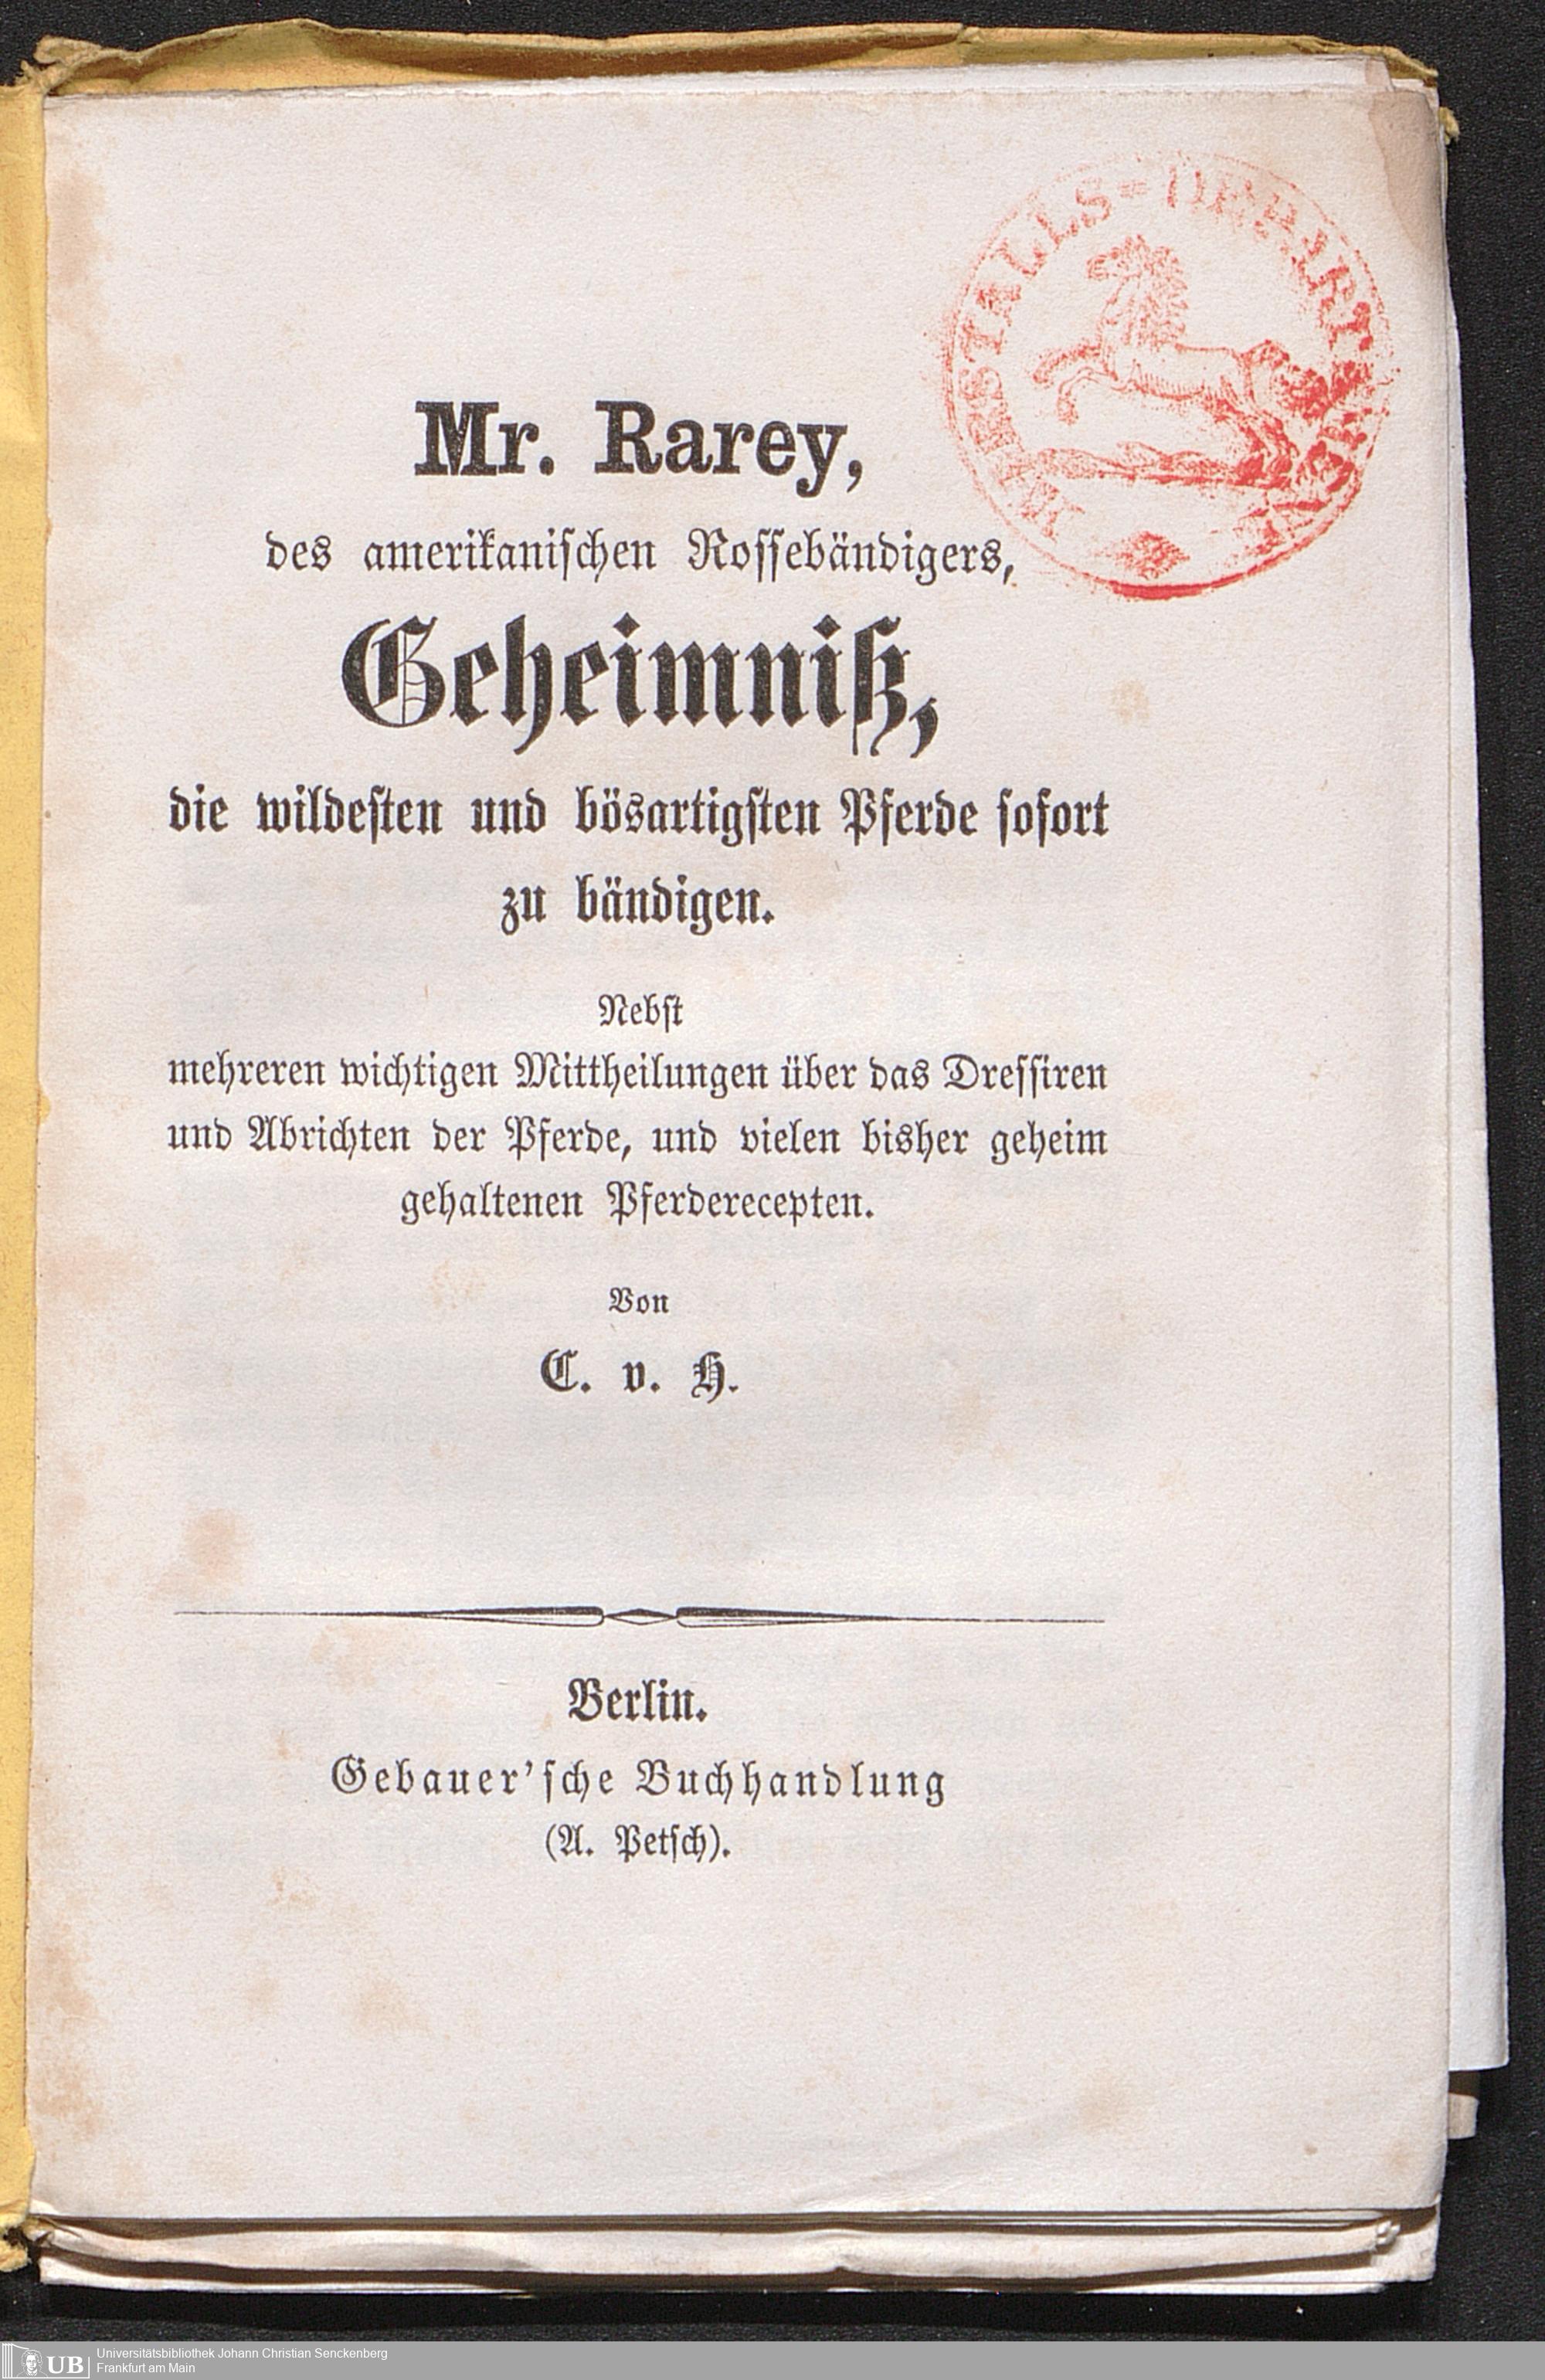 MARSTALLS-DEPARTEMENT
Mr. Rarey,
des amerikanischen Rossebändigers,
Geheimniß,
die wildesten und bösartigsten Pferde sofort
zu bändigen.
Nebst
mehreren wichtigen Mittheilungen über das Dressiren
und Abrichten der Pferde, und vielen bisher geheim
gehaltenen Pferderecepten.
Von
C. v. H.
Berlin.
Gebauer'sche Buchhandlung
(A. Petsch).
UB
Universitätsbibliothek Johann Christian Senckenberg
Frankfurt am Main